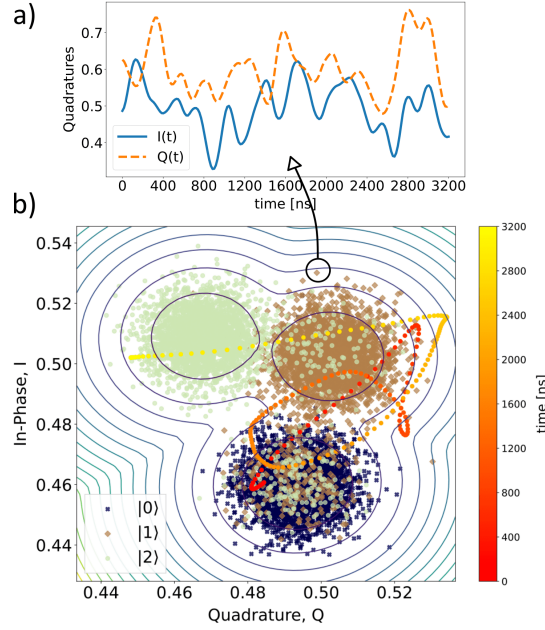 a)
0.7
0.6
0.5
0.4
Quadratures
I(t)
Q(t)
0 400 800 1200 1600 2000 2400 2800 3200
time [ns]
b)
0.54
0.52
0.50
0.48
0.46
0.44
In-Phase, I
|0⟩
|1⟩
|2⟩
0.44 0.46 0.48 0.50 0.52
Quadrature, Q
3200
2800
2400
2000
1600
1200
800
400
0
time [ns]